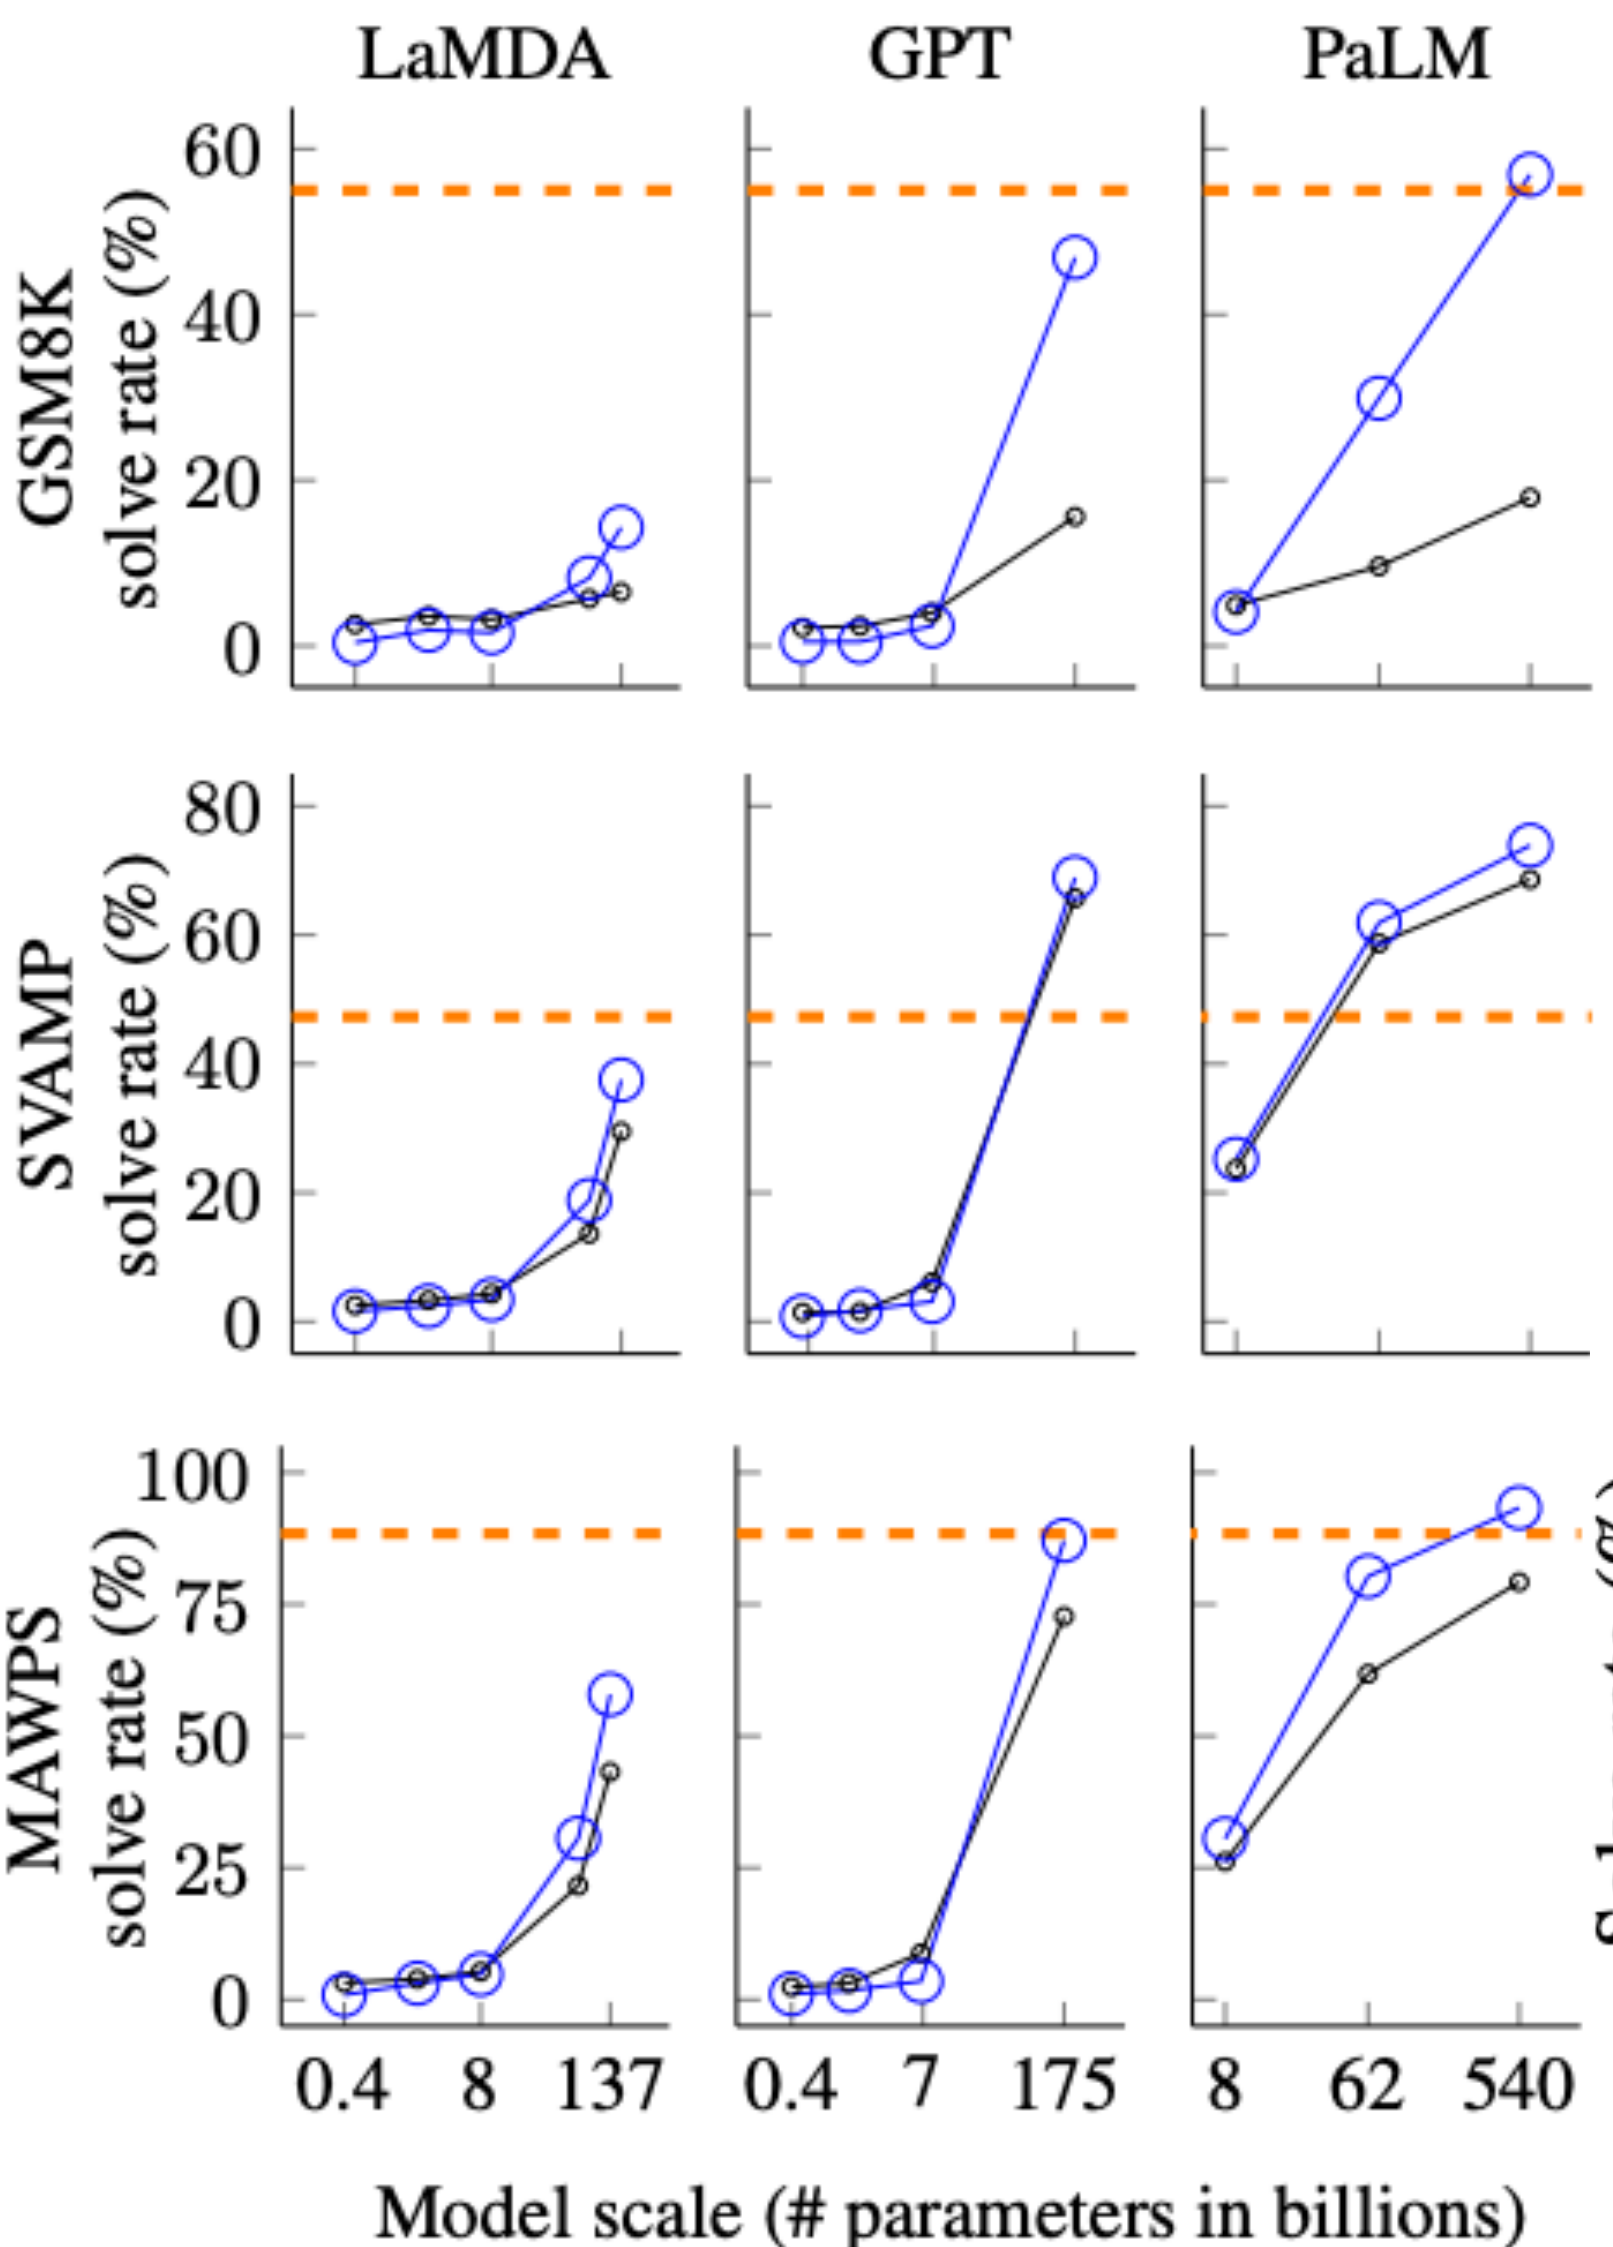 LaMDA GPT PaLM
GSM8K
solve rate (%)
60
40
20
0
SVAMP
solve rate (%)
80
60
40
20
0
MAWPS
solve rate (%)
100
75
50
25
0
0.4 8 137 0.4 7 175 8 62 540
Model scale (# parameters in billions)